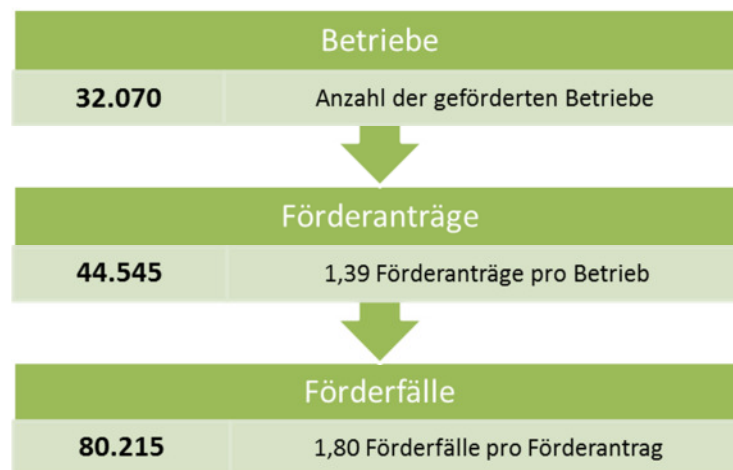 Betriebe
32.070 Anzahl der geförderten Betriebe
Förderanträge
44.545 1,39 Förderanträge pro Betrieb
Förderfälle
80.215 1,80 Förderfälle pro Förderantrag